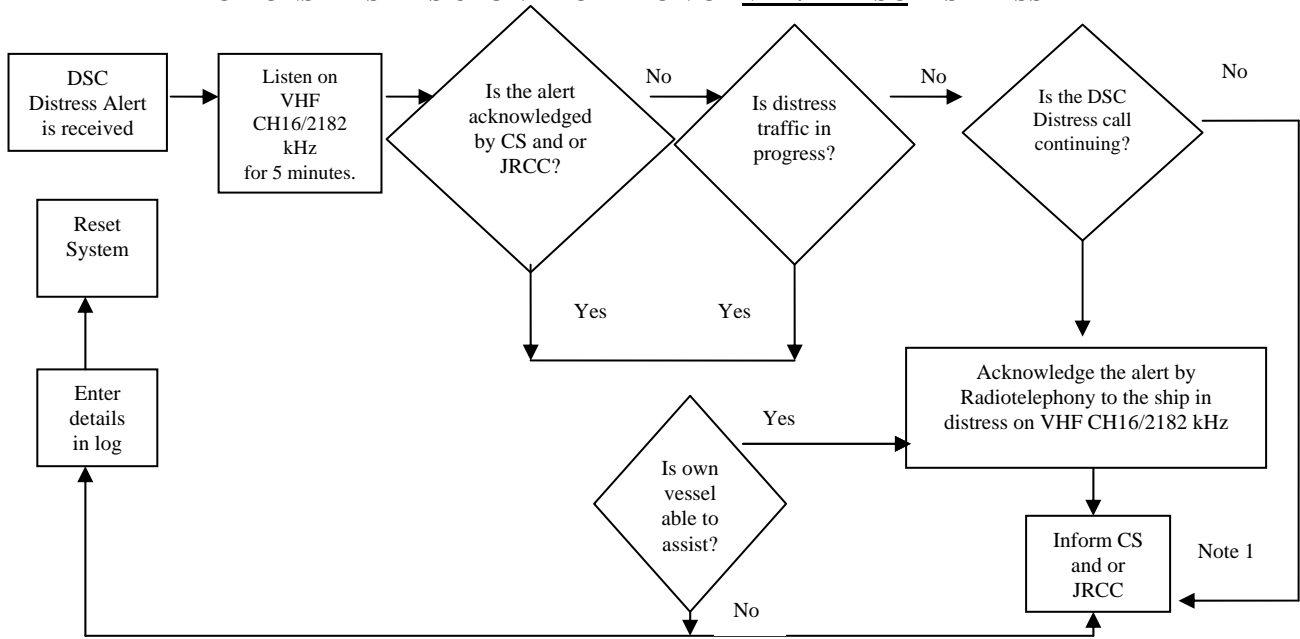 DSC
Distress Alert
is received
Listen on
VHF
CH16/2182
kHz
for 5 minutes.
Is the alert
acknowledged
by CS and or
JRCC?
No
Is distress
traffic in
progress?
No
Is the DSC
Distress call
continuing?
No
Reset
System
Yes
Yes
Enter
details
in log
Acknowledge the alert by
Radiotelephony to the ship in
distress on VHF CH16/2182 kHz
Yes
Is own
vessel
able to
assist?
Inform CS
and or
JRCC
Note 1
No